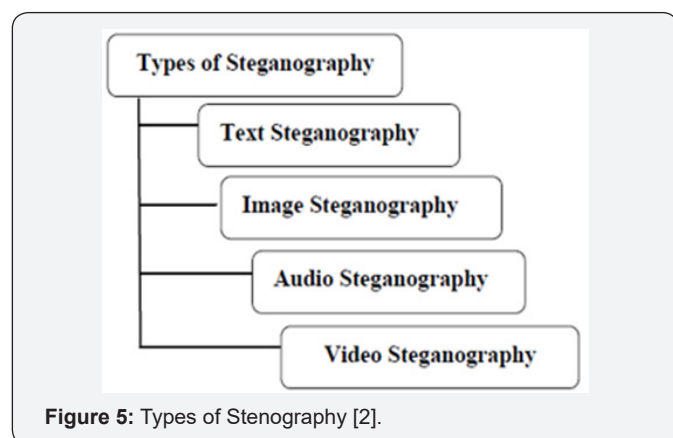 Types of Steganography
Text Steganography
Image Steganography
Audio Steganography
Video Steganography
Figure 5: Types of Stenography [2].